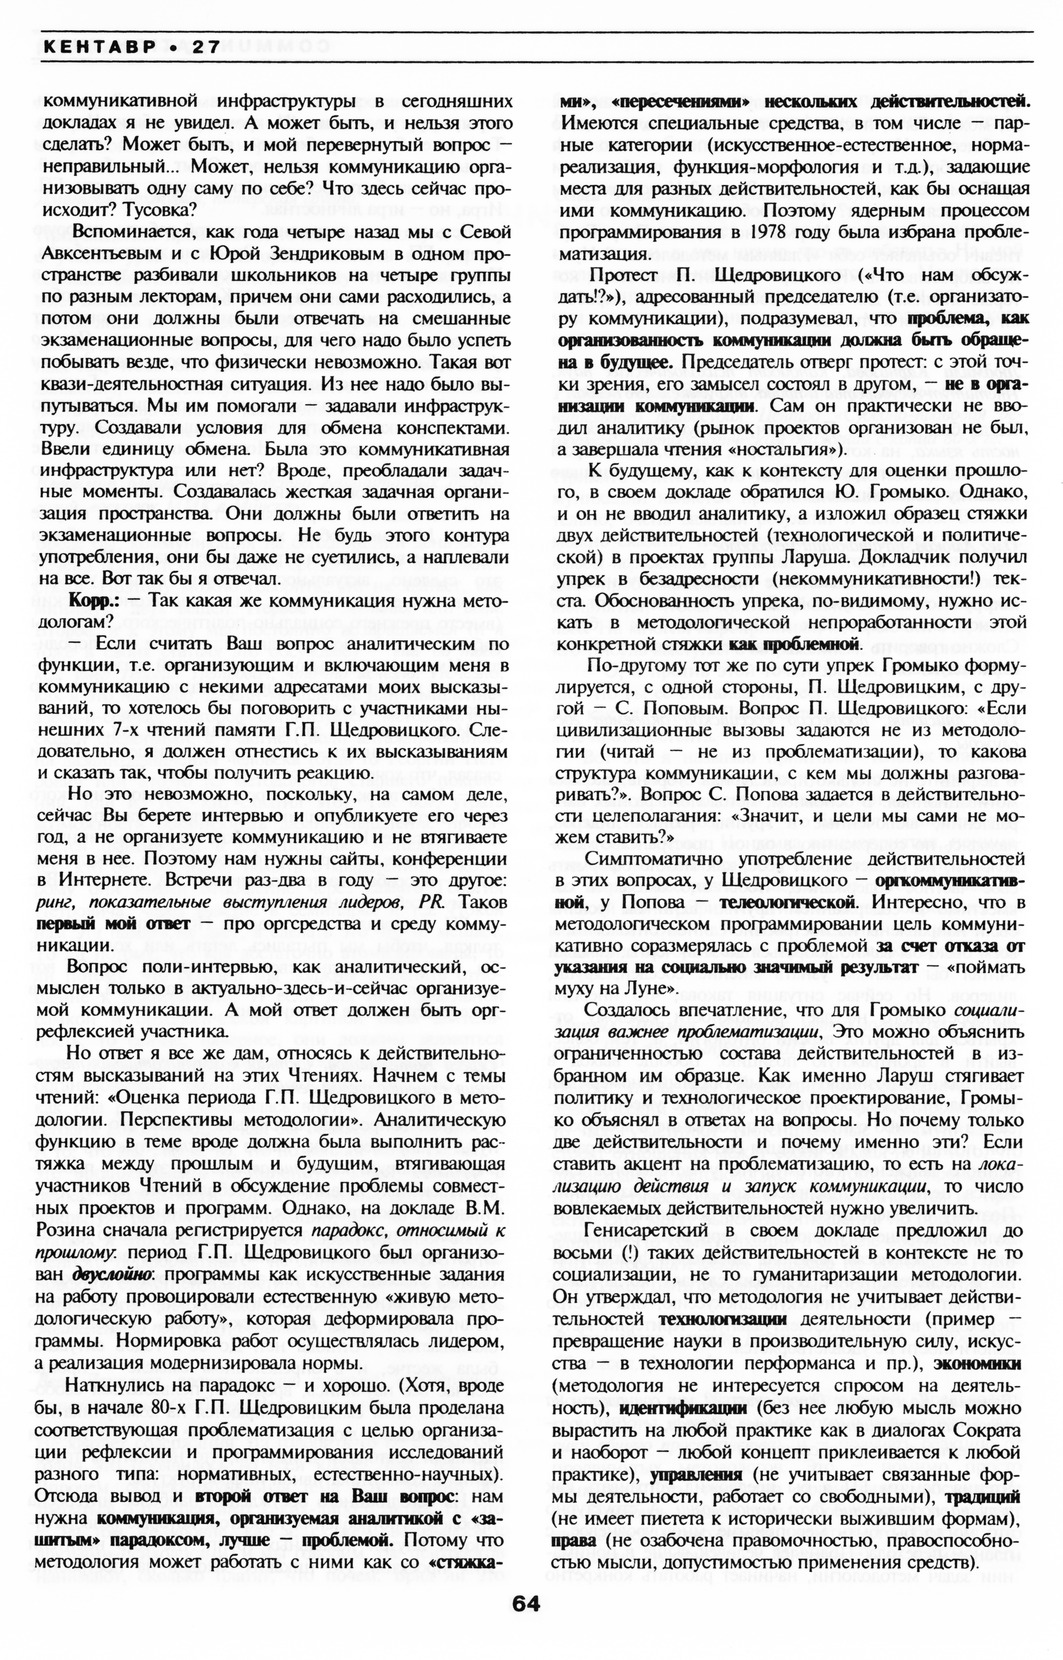 КЕНТАВР • 27
коммуникативной инфраструктуры в сегодняшних
докладах я не увидел. А может быть, и нельзя этого
сделать? Может быть, и мой перевернутый вопрос —
неправильный... Может, нельзя коммуникацию орга-
низовывать одну саму по себе? Что здесь сейчас про-
исходит? Тусовка?
Вспоминается, как года четыре назад мы с Севой
Авксентьевым и с Юрой Зендриковым в одном про-
странстве разбивали школьников на четыре группы
по разным лекторам, причем они сами расходились, а
потом они должны были отвечать на смешанные
экзаменационные вопросы, для чего надо было успеть
побывать везде, что физически невозможно. Такая вот
квази-деятельностная ситуация. Из нее надо было вы-
путываться. Мы им помогали — задавали инфраструк-
туру. Создавали условия для обмена конспектами.
Ввели единицу обмена. Была это коммуникативная
инфраструктура или нет? Вроде, преобладали задач-
ные моменты. Создавалась жесткая задачная органи-
зация пространства. Они должны были ответить на
экзаменационные вопросы. Не будь этого контура
употребления, они бы даже не суетились, а наплевали
на все. Вот так бы я отвечал.
Корр.: — Так какая же коммуникация нужна мето-
дологам?
— Если считать Ваш вопрос аналитическим по
функции, т.е. организующим и включающим меня в
коммуникацию с некими адресатами моих высказы-
ваний, то хотелось бы поговорить с участниками ны-
нешних 7-х чтений памяти Г.П. Щедровицкого. Сле-
довательно, я должен отнестись к их высказываниям
и сказать так, чтобы получить реакцию.
Но это невозможно, поскольку, на самом деле,
сейчас Вы берете интервью и опубликуете его через
год, а не организуете коммуникацию и не втягиваете
меня в нее. Поэтому нам нужны сайты, конференции
в Интернете. Встречи раз-два в году — это другое:
ринг, показательные выступления лидеров, PR. Таков
первый мой ответ — про оргсредства и среду комму-
никации.
Вопрос поли-интервью, как аналитический, ос-
мыслен только в актуально-здесь-и-сейчас организуе-
мой коммуникации. А мой ответ должен быть орг-
рефлексией участника.
Но ответ я все же дам, относясь к действительно-
стям высказываний на этих Чтениях. Начнем с темы
чтений: «Оценка периода Г.П. Щедровицкого в мето-
дологии. Перспективы методологии». Аналитическую
функцию в теме вроде должна была выполнить рас-
тяжка между прошлым и будущим, втягивающая
участников Чтений в обсуждение проблемы совмест-
ных проектов и программ. Однако, на докладе В.М.
Розина сначала регистрируется парадокс, относимый к
прошлому: период Г.П. Щедровицкого был организо-
ван двуслойно: программы как искусственные задания
на работу провоцировали естественную «живую мето-
дологическую работу», которая деформировала про-
граммы. Нормировка работ осуществлялась лидером,
а реализация модернизировала нормы.
Наткнулись на парадокс — и хорошо. (Хотя, вроде
бы, в начале 80-х Г.П. Щедровицким была проделана
соответствующая проблематизация с целью организа-
ции рефлексии и программирования исследований
разного типа: нормативных, естественно-научных).
Отсюда вывод и второй ответ на Ваш вопрос: нам
нужна коммуникация, организуемая аналитикой с «за-
шитым» парадоксом, лучше — проблемой. Потому что
методология может работать с ними как со «стяжка-
ми», «пересечениями» нескольких действительностей.
Имеются специальные средства, в том числе — пар-
ные категории (искусственное-естественное, норма-
реализация, функция-морфология и т.д.), задающие
места для разных действительностей, как бы оснащая
ими коммуникацию. Поэтому ядерным процессом
программирования в 1978 году была избрана пробле-
матизация.
Протест П. Щедровицкого («Что нам обсуж-
дать!?»), адресованный председателю (т.е. организато-
ру коммуникации), подразумевал, что проблема, как
организованность коммуникации должна быть обраще-
на в будущее. Председатель отверг протест: с этой точ-
ки зрения, его замысел состоял в другом, — не в орга-
низации коммуникации. Сам он практически не вво-
дил аналитику (рынок проектов организован не был,
а завершала чтения «ностальгия»).
К будущему, как к контексту для оценки прошло-
го, в своем докладе обратился Ю. Громыко. Однако,
и он не вводил аналитику, а изложил образец стяжки
двух действительностей (технологической и политиче-
ской) в проектах группы Ларуша. Докладчик получил
упрек в безадресности (некоммуникативности!) тек-
ста. Обоснованность упрека, по-видимому, нужно ис-
кать в методологической непроработанности этой
конкретной стяжки как проблемной.
По-другому тот же по сути упрек Громыко форму-
лируется, с одной стороны, П. Щедровицким, с дру-
гой — С. Поповым. Вопрос П. Щедровицкого: «Если
цивилизационные вызовы задаются не из методоло-
гии (читай — не из проблематизации), то какова
структура коммуникации, с кем мы должны разгова-
ривать?». Вопрос С. Попова задается в действительно-
сти целеполагания: «Значит, и цели мы сами не мо-
жем ставить?»
Симптоматично употребление действительностей
в этих вопросах, у Щедровицкого — оргкоммуникатив-
ной, у Попова — телеологической. Интересно, что в
методологическом программировании цель коммуни-
кативно соразмерялась с проблемой за счет отказа от
указания на социально значимый результат — «поймать
муху на Луне».
Создалось впечатление, что для Громыко социали-
зация важнее проблематизации, Это можно объяснить
ограниченностью состава действительностей в из-
бранном им образце. Как именно Ларуш стягивает
политику и технологическое проектирование, Громы-
ко объяснял в ответах на вопросы. Но почему только
две действительности и почему именно эти? Если
ставить акцент на проблематизацию, то есть на лока-
лизацию действия и запуск коммуникации, то число
вовлекаемых действительностей нужно увеличить.
Генисаретский в своем докладе предложил до
восьми (!) таких действительностей в контексте не то
социализации, не то гуманитаризации методологии.
Он утверждал, что методология не учитывает действи-
тельностей технологизации деятельности (пример —
превращение науки в производительную силу, искус-
ства — в технологии перформанса и пр.), экономики
(методология не интересуется спросом на деятель-
ность), идентификации (без нее любую мысль можно
вырастить на любой практике как в диалогах Сократа
и наоборот — любой концепт приклеивается к любой
практике), управления (не учитывает связанные фор-
мы деятельности, работает со свободными), традиций
(не имеет пиетета к исторически выжившим формам),
права (не озабочена правомочностью, правоспособно-
стью мысли, допустимостью применения средств).
64